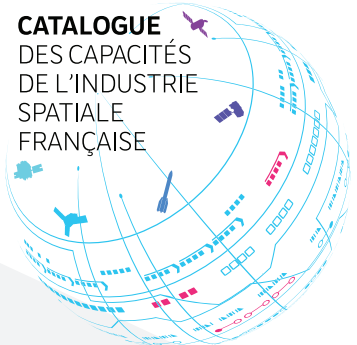 CATALOGUE
DES CAPACITÉS
DE L’INDUSTRIE
SPATIALE
FRANÇAISE